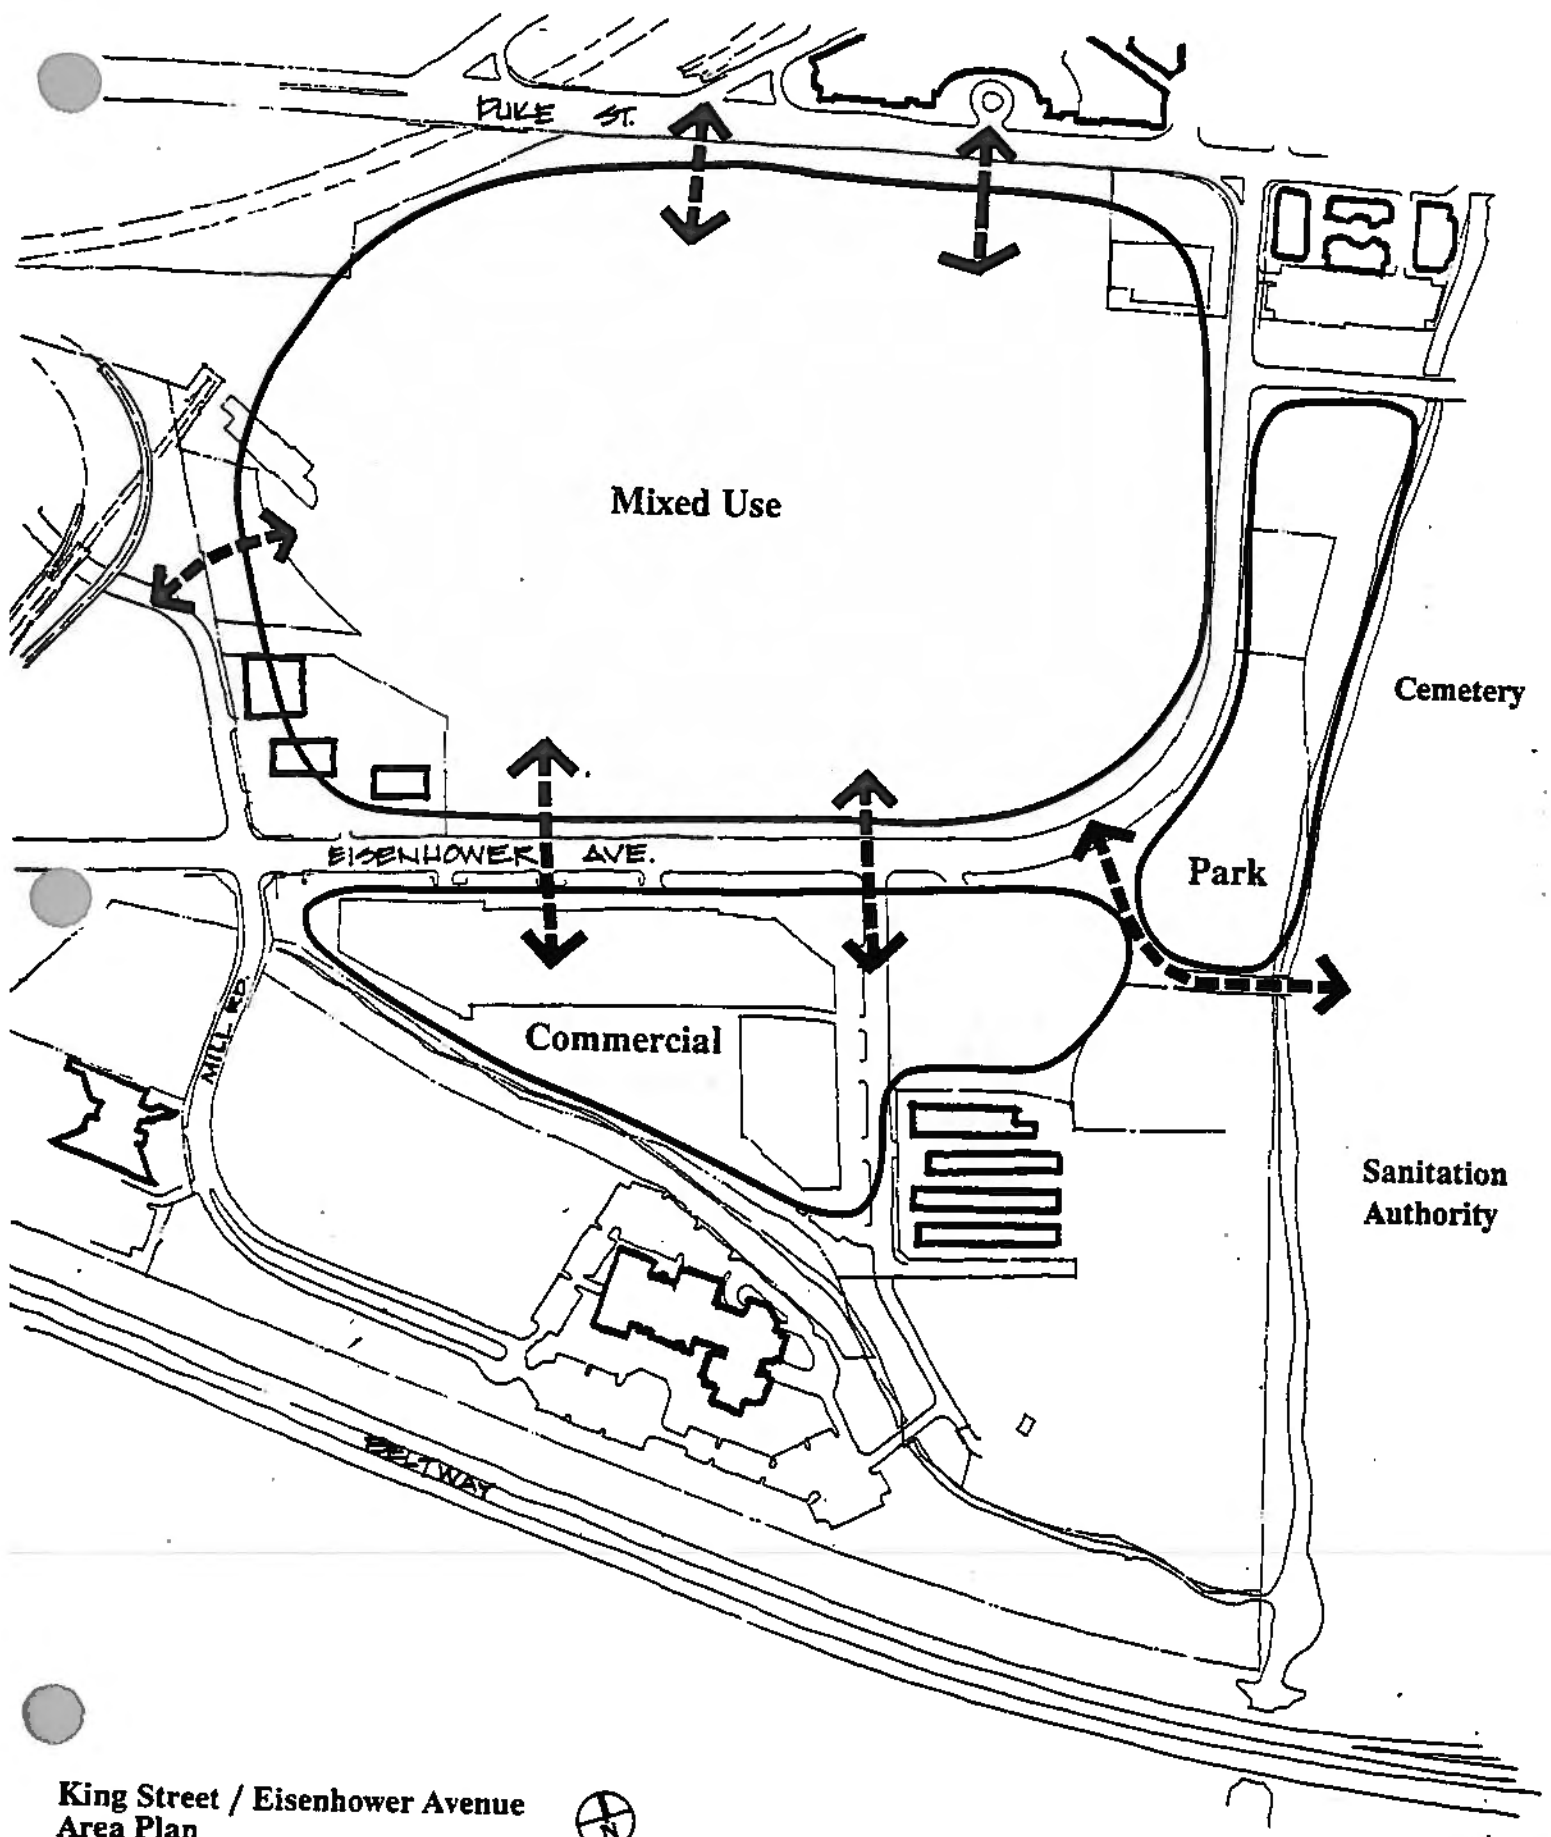 DUKE ST.
Mixed Use
Cemetery
EISENHOWER AVE.
Park
MILL RD.
Commercial
Sanitation
Authority
BELTWAY
King Street / Eisenhower Avenue
Area Plan
N